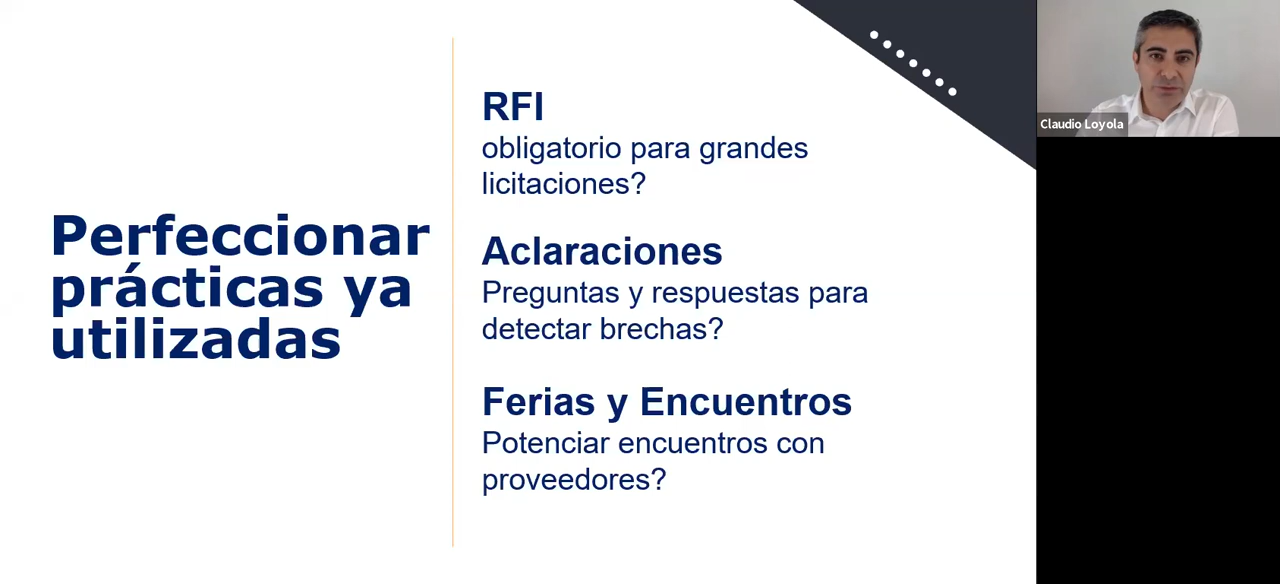 Perfeccionar
prácticas ya
utilizadas
RFI
obligatorio para grandes
licitaciones?
Aclaraciones
Preguntas y respuestas para
detectar brechas?
Ferias y Encuentros
Potenciar encuentros con
proveedores?
Claudio Loyola